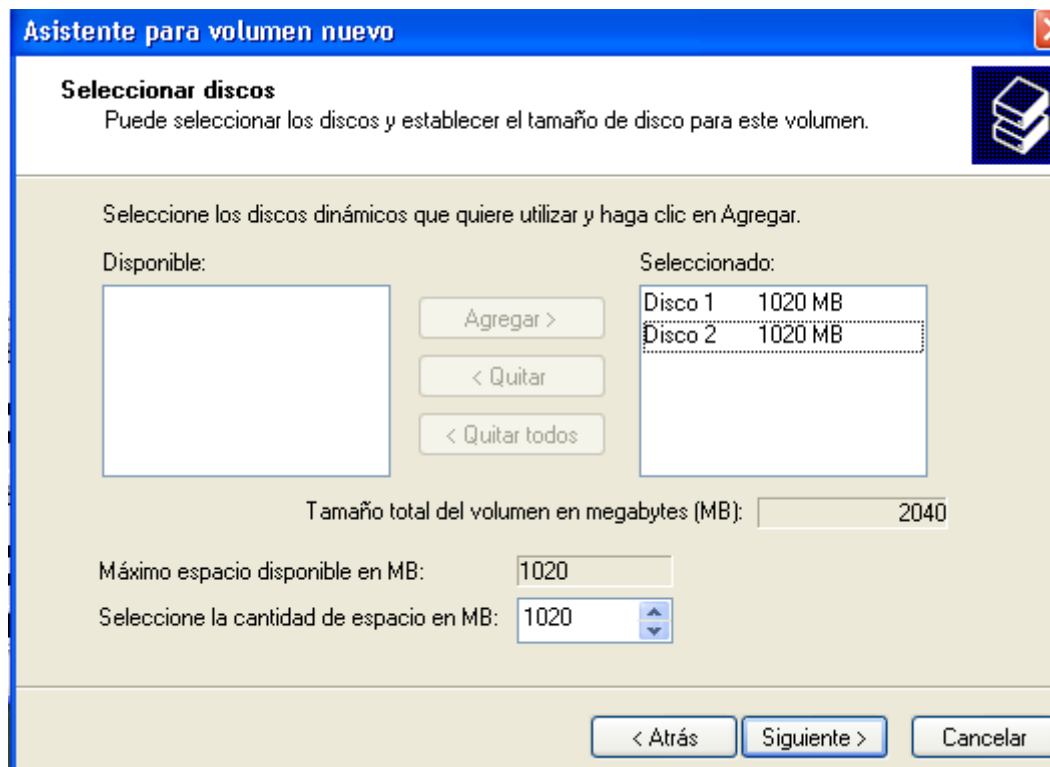 Asistente para volumen nuevo
Seleccionar discos
Puede seleccionar los discos y establecer el tamaño de disco para este volumen.
Seleccione los discos dinámicos que quiere utilizar y haga clic en Agregar.
Disponible:
Seleccionado:
Disco 1 1020 MB
Disco 2 1020 MB
Agregar >
< Quitar
< Quitar todos
Tamaño total del volumen en megabytes (MB): 2040
Máximo espacio disponible en MB: 1020
Seleccione la cantidad de espacio en MB: 1020
< Atrás Siguiente > Cancelar